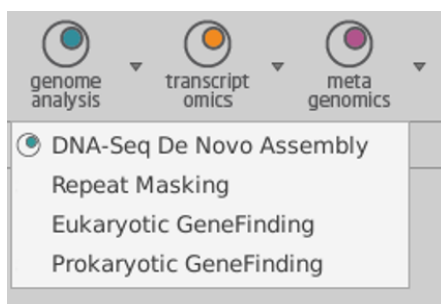 genome
analysis
transcript
omics
meta
genomics
DNA-Seq De Novo Assembly
Repeat Masking
Eukaryotic GeneFinding
Prokaryotic GeneFinding